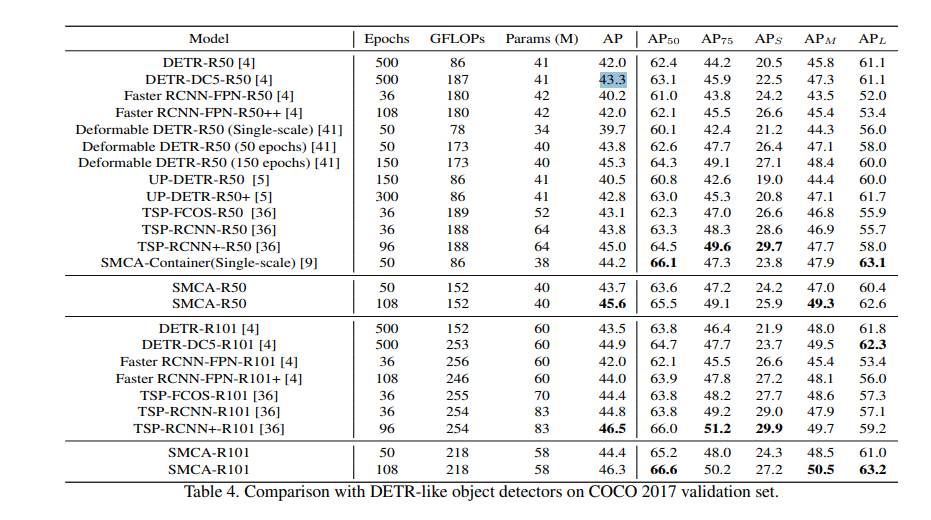 Model Epochs GFLOPs Params (M) AP AP50 AP75 APS APM APL
DETR-R50 [4] 500 86 41 42.0 62.4 44.2 20.5 45.8 61.1
DETR-DC5-R50 [4] 500 187 41 43.3 63.1 45.9 22.5 47.3 61.1
Faster RCNN-FPN-R50 [4] 36 180 42 40.2 61.0 43.8 24.2 43.5 52.0
Faster RCNN-FPN-R50++ [4] 108 180 42 42.0 62.1 45.5 26.6 45.4 53.4
Deformable DETR-R50 (Single-scale) [41] 50 78 34 39.7 60.1 42.4 21.2 44.3 56.0
Deformable DETR-R50 (50 epochs) [41] 50 173 40 43.8 62.6 47.7 26.4 47.1 58.0
Deformable DETR-R50 (150 epochs) [41] 150 173 40 45.3 64.3 49.1 27.1 48.4 60.0
UP-DETR-R50 [5] 150 86 41 40.5 60.8 42.6 19.0 44.4 60.0
UP-DETR-R50+ [5] 300 86 41 42.8 63.0 45.3 20.8 47.1 61.7
TSP-FCOS-R50 [36] 36 189 52 43.1 62.3 47.0 26.6 46.8 55.9
TSP-RCNN-R50 [36] 36 188 64 43.8 63.3 48.3 28.6 46.9 55.7
TSP-RCNN+-R50 [36] 96 188 64 45.0 64.5 49.6 29.7 47.7 58.0
SMCA-Container(Single-scale) [9] 50 86 38 44.2 66.1 47.3 23.8 47.9 63.1
SMCA-R50 50 152 40 43.7 63.6 47.2 24.2 47.0 60.4
SMCA-R50 108 152 40 45.6 65.5 49.1 25.9 49.3 62.6
DETR-R101 [4] 500 152 60 43.5 63.8 46.4 21.9 48.0 61.8
DETR-DC5-R101 [4] 500 253 60 44.9 64.7 47.7 23.7 49.5 62.3
Faster RCNN-FPN-R101 [4] 36 256 60 42.0 62.1 45.5 26.6 45.4 53.4
Faster RCNN-FPN-R101+ [4] 108 246 60 44.0 63.9 47.8 27.2 48.1 56.0
TSP-FCOS-R101 [36] 36 255 70 44.4 63.8 48.2 27.7 48.6 57.3
TSP-RCNN-R101 [36] 36 254 83 44.8 63.8 49.2 29.0 47.9 57.1
TSP-RCNN+-R101 [36] 96 254 83 46.5 66.0 51.2 29.9 49.7 59.2
SMCA-R101 50 218 58 44.4 65.2 48.0 24.3 48.5 61.0
SMCA-R101 108 218 58 46.3 66.6 50.2 27.2 50.5 63.2
Table 4. Comparison with DETR-like object detectors on COCO 2017 validation set.